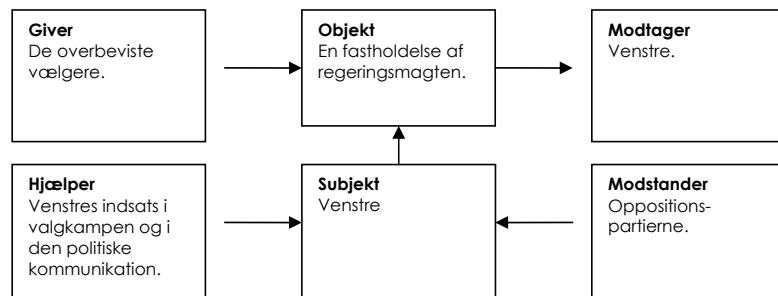 Giver
De overbeviste
vælgere.
Objekt
En fastholdelse af
regeringsmagten.
Modtager
Venstre.
Hjælper
Venstres indsats i
valgkampen og i
den politiske
kommunikation.
Subjekt
Venstre
Modstander
Oppositions-
partierne.